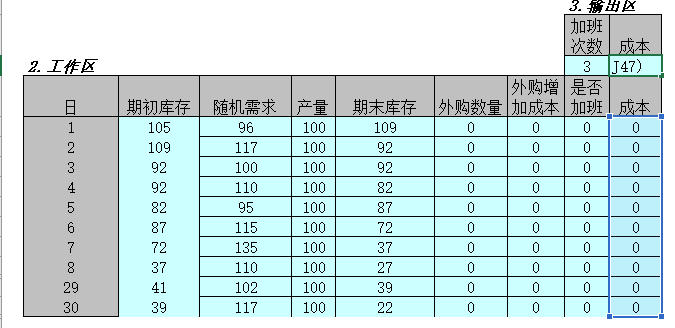 3.输出区
加班次数 成本
3 J47)
2.工作区
日 期初库存 随机需求 产量 期末库存 外购数量 外购增加成本 是否加班 成本
1 105 96 100 109 0 0 0 0
2 109 117 100 92 0 0 0 0
3 92 100 100 92 0 0 0 0
4 92 110 100 82 0 0 0 0
5 82 95 100 87 0 0 0 0
6 87 115 100 72 0 0 0 0
7 72 135 100 37 0 0 0 0
8 37 110 100 27 0 0 0 0
29 41 102 100 39 0 0 0 0
30 39 117 100 22 0 0 0 0